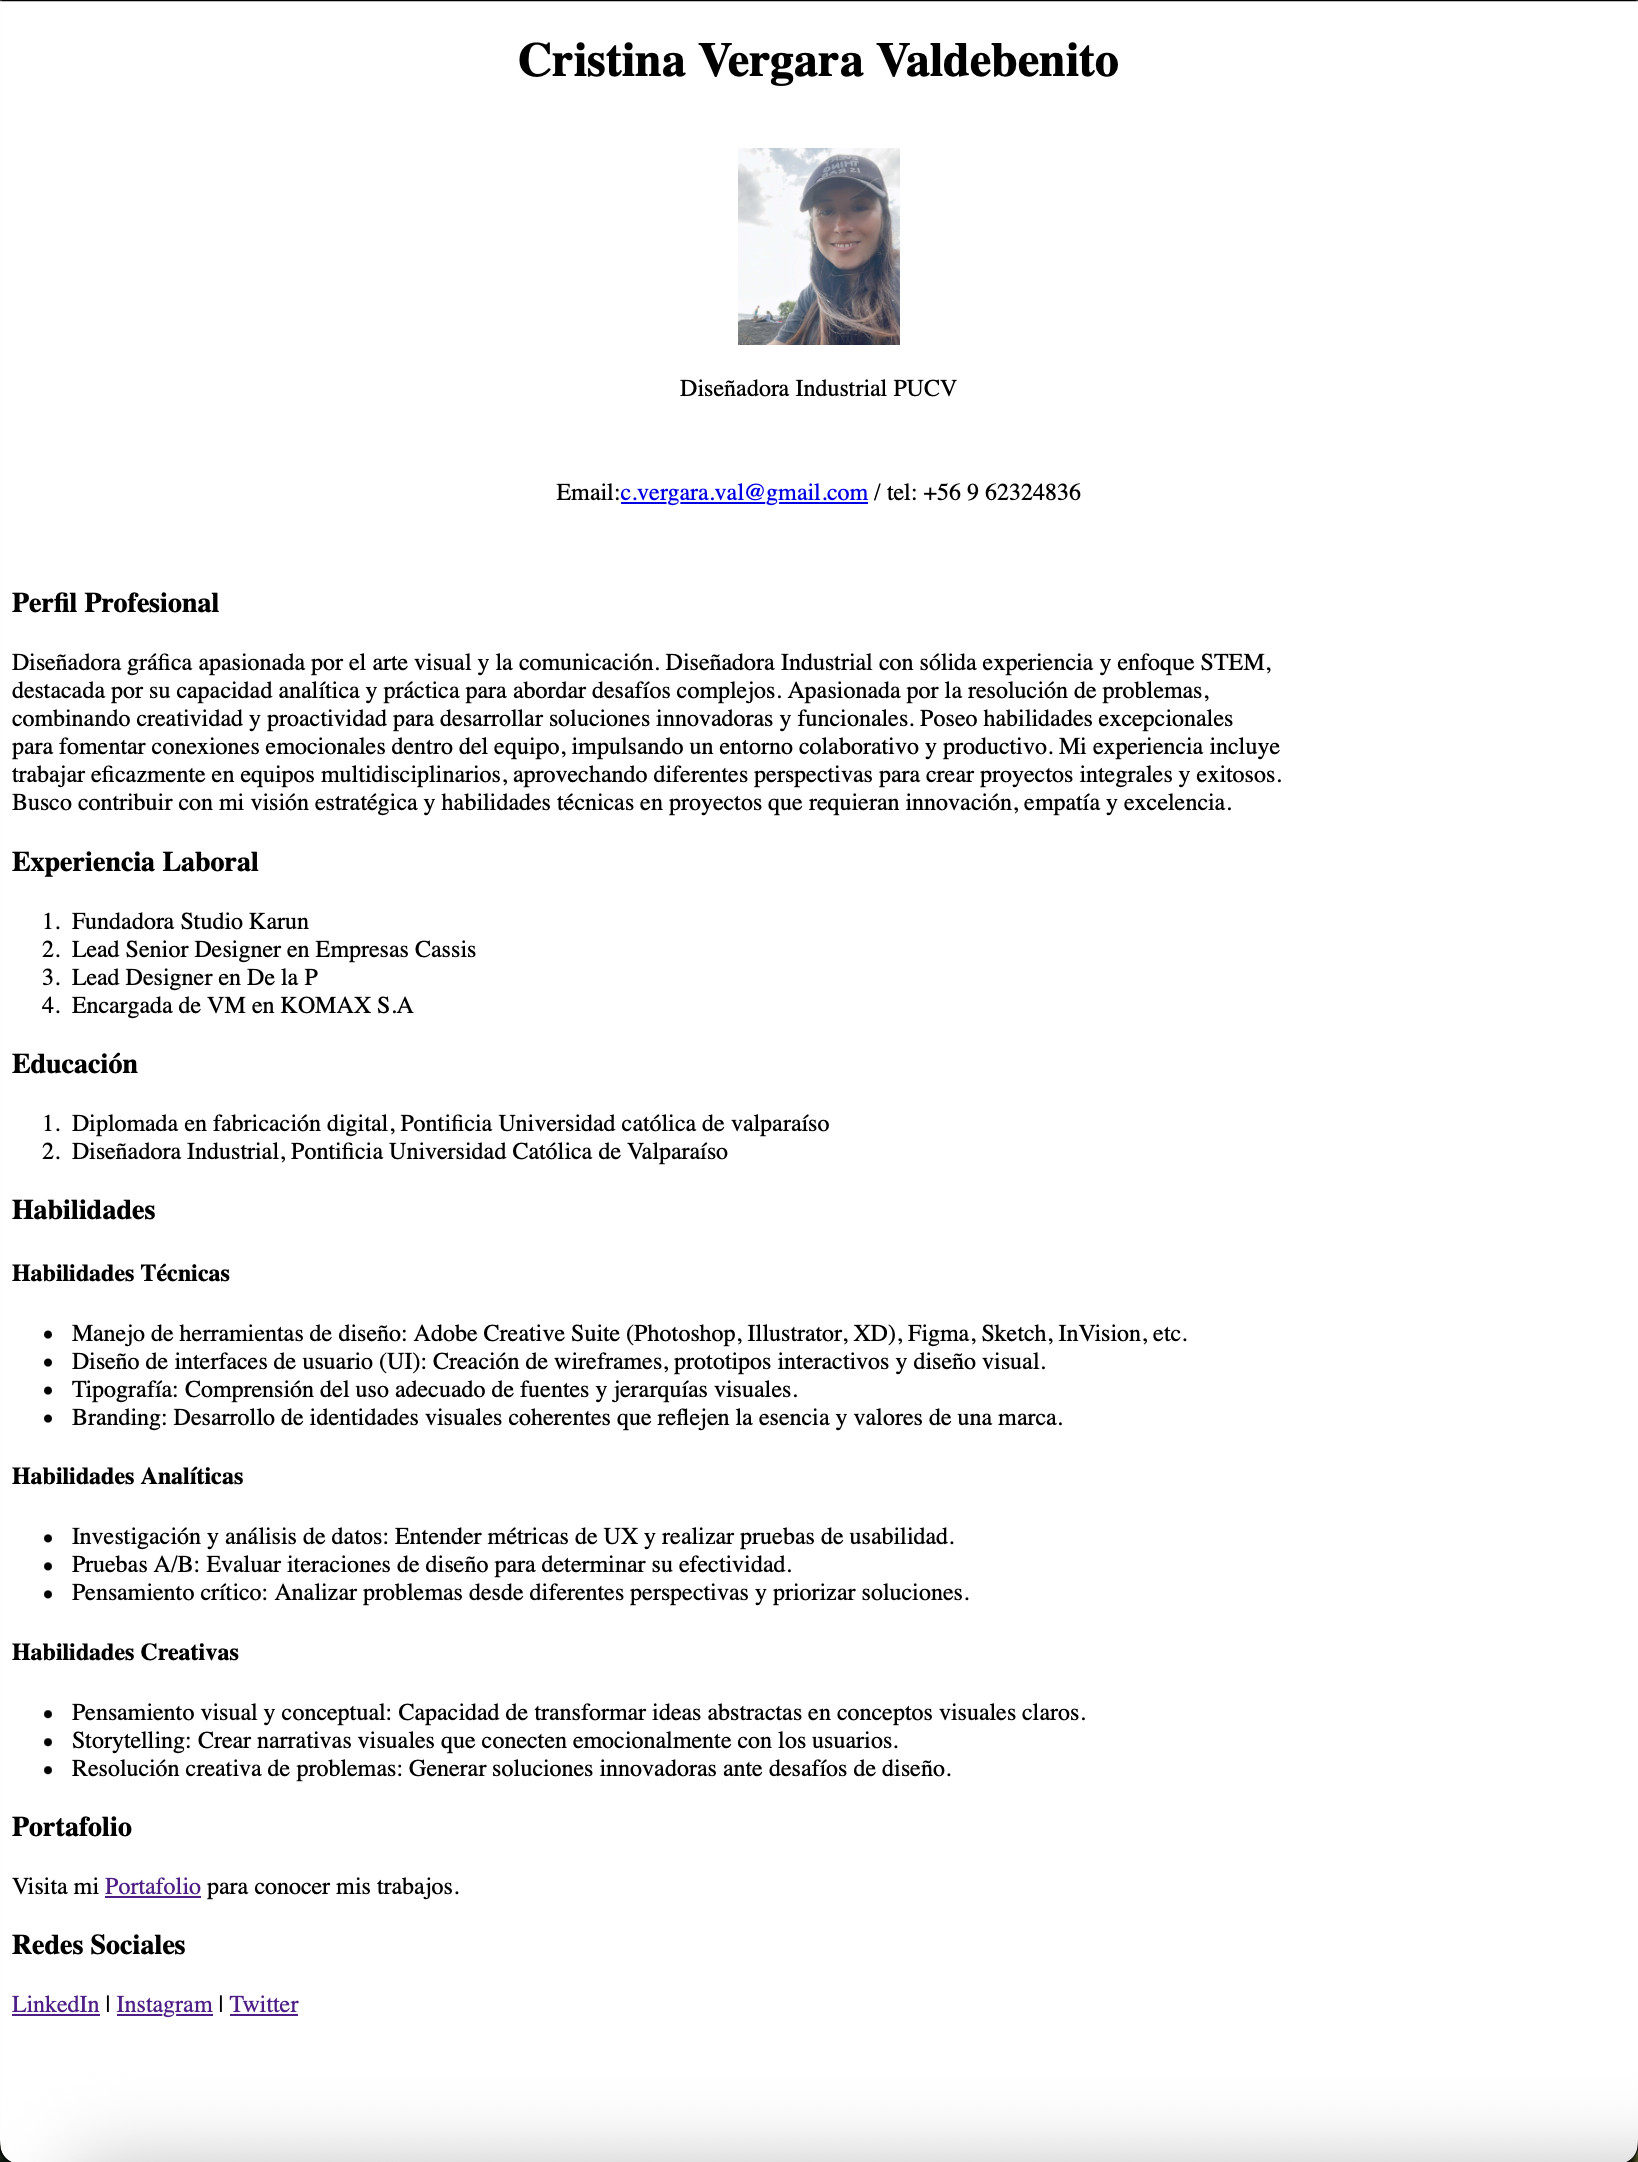 Cristina Vergara Valdebenito
Diseñadora Industrial PUCV
Email:c.vergara.val@gmail.com / tel: +56 9 62324836
Perfil Profesional
Diseñadora gráfica apasionada por el arte visual y la comunicación. Diseñadora Industrial con sólida experiencia y enfoque STEM,
destacada por su capacidad analítica y práctica para abordar desafíos complejos. Apasionada por la resolución de problemas,
combinando creatividad y proactividad para desarrollar soluciones innovadoras y funcionales. Poseo habilidades excepcionales
para fomentar conexiones emocionales dentro del equipo, impulsando un entorno colaborativo y productivo. Mi experiencia incluye
trabajar eficazmente en equipos multidisciplinarios, aprovechando diferentes perspectivas para crear proyectos integrales y exitosos.
Busco contribuir con mi visión estratégica y habilidades técnicas en proyectos que requieran innovación, empatía y excelencia.
Experiencia Laboral
1. Fundadora Studio Karun
2. Lead Senior Designer en Empresas Cassis
3. Lead Designer en De la P
4. Encargada de VM en KOMAX S.A
Educación
1. Diplomada en fabricación digital, Pontificia Universidad católica de valparaíso
2. Diseñadora Industrial, Pontificia Universidad Católica de Valparaíso
Habilidades
Habilidades Técnicas
• Manejo de herramientas de diseño: Adobe Creative Suite (Photoshop, Illustrator, XD), Figma, Sketch, InVision, etc.
• Diseño de interfaces de usuario (UI): Creación de wireframes, prototipos interactivos y diseño visual.
• Tipografía: Comprensión del uso adecuado de fuentes y jerarquías visuales.
• Branding: Desarrollo de identidades visuales coherentes que reflejen la esencia y valores de una marca.
Habilidades Analíticas
• Investigación y análisis de datos: Entender métricas de UX y realizar pruebas de usabilidad.
• Pruebas A/B: Evaluar iteraciones de diseño para determinar su efectividad.
• Pensamiento crítico: Analizar problemas desde diferentes perspectivas y priorizar soluciones.
Habilidades Creativas
• Pensamiento visual y conceptual: Capacidad de transformar ideas abstractas en conceptos visuales claros.
• Storytelling: Crear narrativas visuales que conecten emocionalmente con los usuarios.
• Resolución creativa de problemas: Generar soluciones innovadoras ante desafíos de diseño.
Portafolio
Visita mi Portafolio para conocer mis trabajos.
Redes Sociales
LinkedIn | Instagram | Twitter